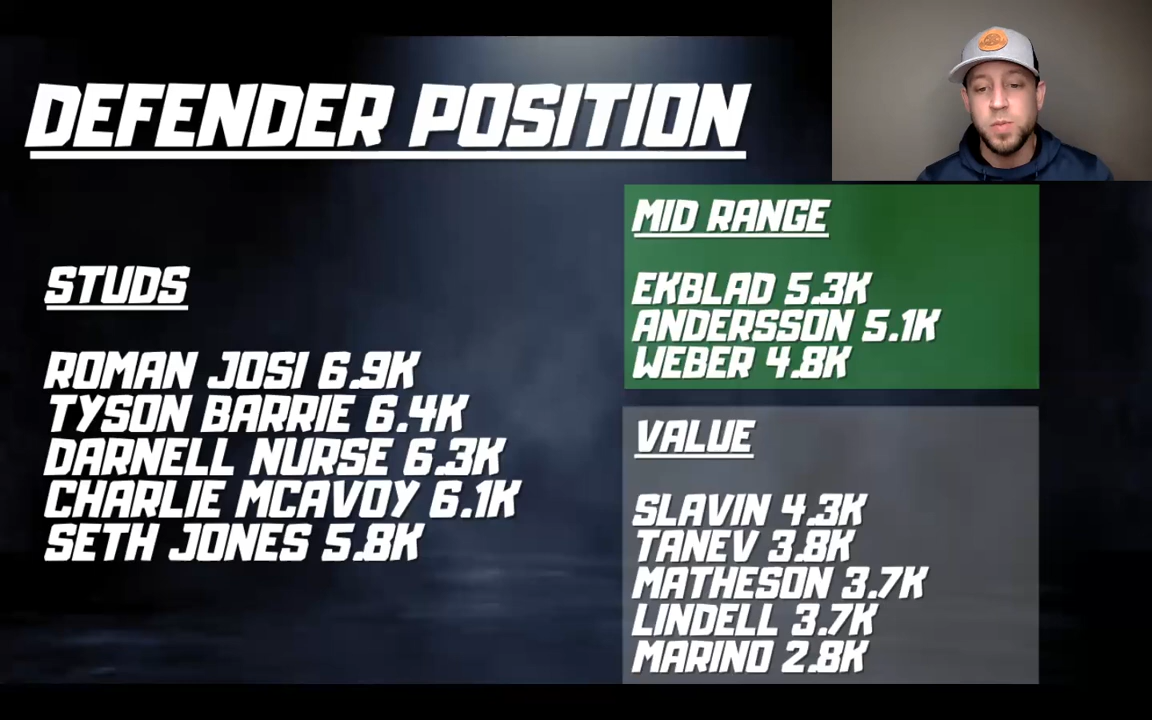 DEFENDER POSITION
STUDS
ROMAN JOSI 6.9K
TYSON BARRIE 6.4K
DARNELL NURSE 6.3K
CHARLIE MCAVOY 6.1K
SETH JONES 5.8K
MID RANGE
EKBLAD 5.3K
ANDERSSON 5.1K
WEBER 4.8K
VALUE
SLAVIN 4.3K
TANEV 3.8K
MATHESON 3.7K
LINDELL 3.7K
MARINO 2.8K